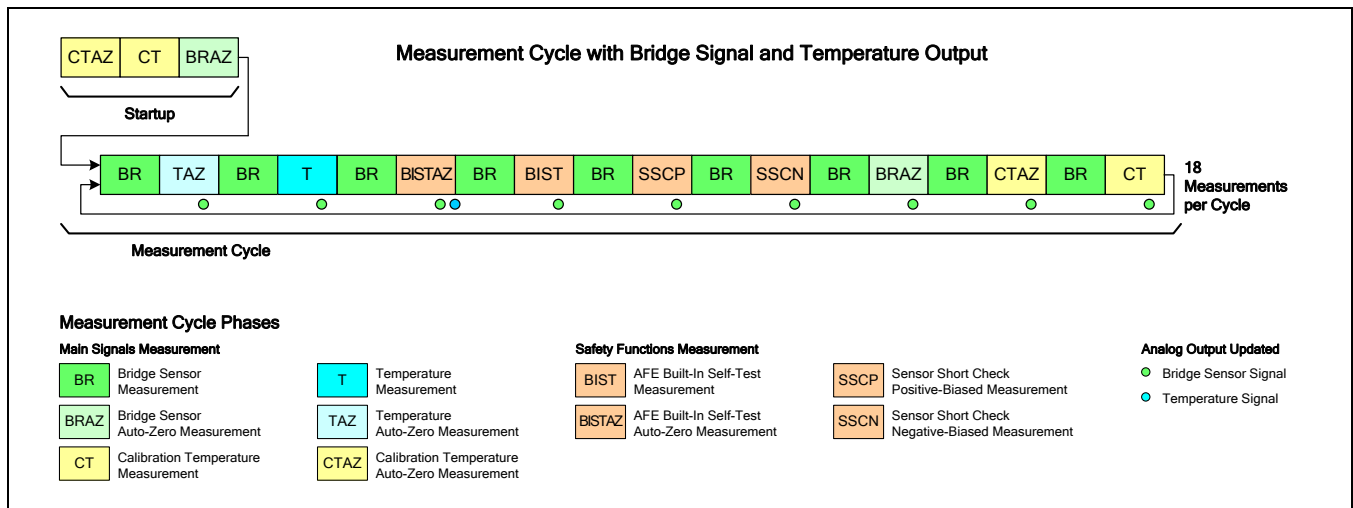 Measurement Cycle with Bridge Signal and Temperature Output
CTAZ CT BRAZ
Startup
BR TAZ BR T BR BISTAZ BR BIST BR SSCP BR SSCN BR BRAZ BR CTAZ BR CT
18
Measurements
per Cycle
Measurement Cycle
Measurement Cycle Phases
Main Signals Measurement
BR Bridge Sensor
Measurement
BRAZ Bridge Sensor
Auto-Zero Measurement
CT Calibration Temperature
Measurement
T Temperature
Measurement
TAZ Temperature
Auto-Zero Measurement
CTAZ Calibration Temperature
Auto-Zero Measurement
Safety Functions Measurement
BIST AFE Built-In Self-Test
Measurement
BISTAZ AFE Built-In Self-Test
Auto-Zero Measurement
SSCP Sensor Short Check
Positive-Biased Measurement
SSCN Sensor Short Check
Negative-Biased Measurement
Analog Output Updated
Bridge Sensor Signal
Temperature Signal